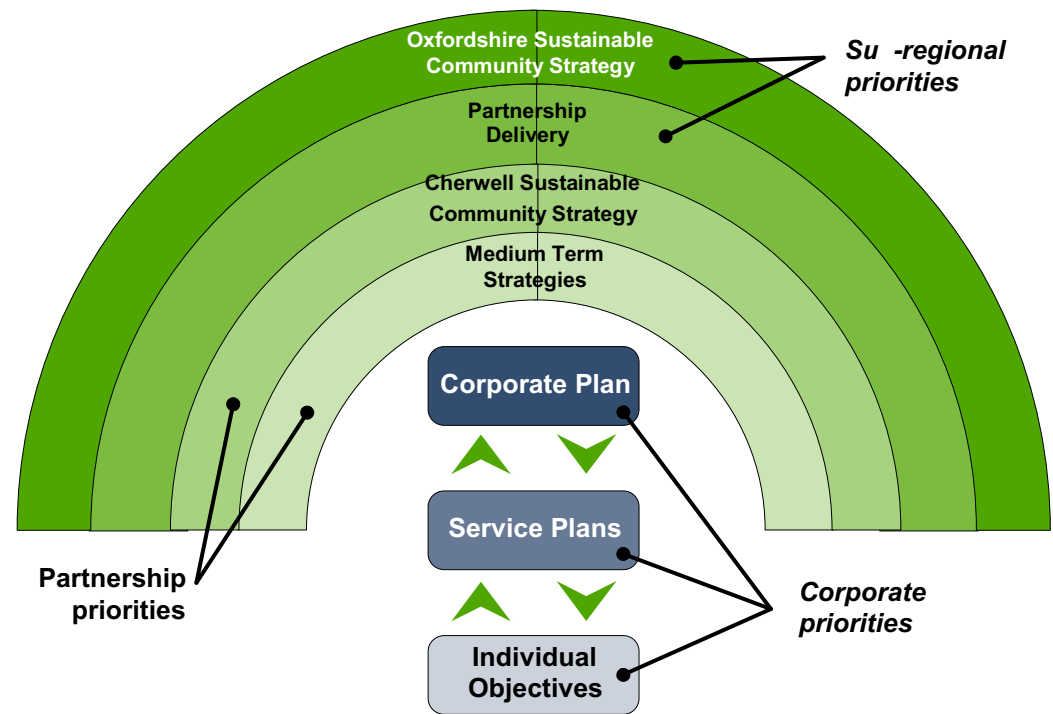 Oxfordshire Sustainable
Community Strategy
Su -regional
priorities
Partnership
Delivery
Cherwell Sustainable
Community Strategy
Medium Term
Strategies
Corporate Plan
Service Plans
Partnership
priorities
Corporate
priorities
Individual
Objectives